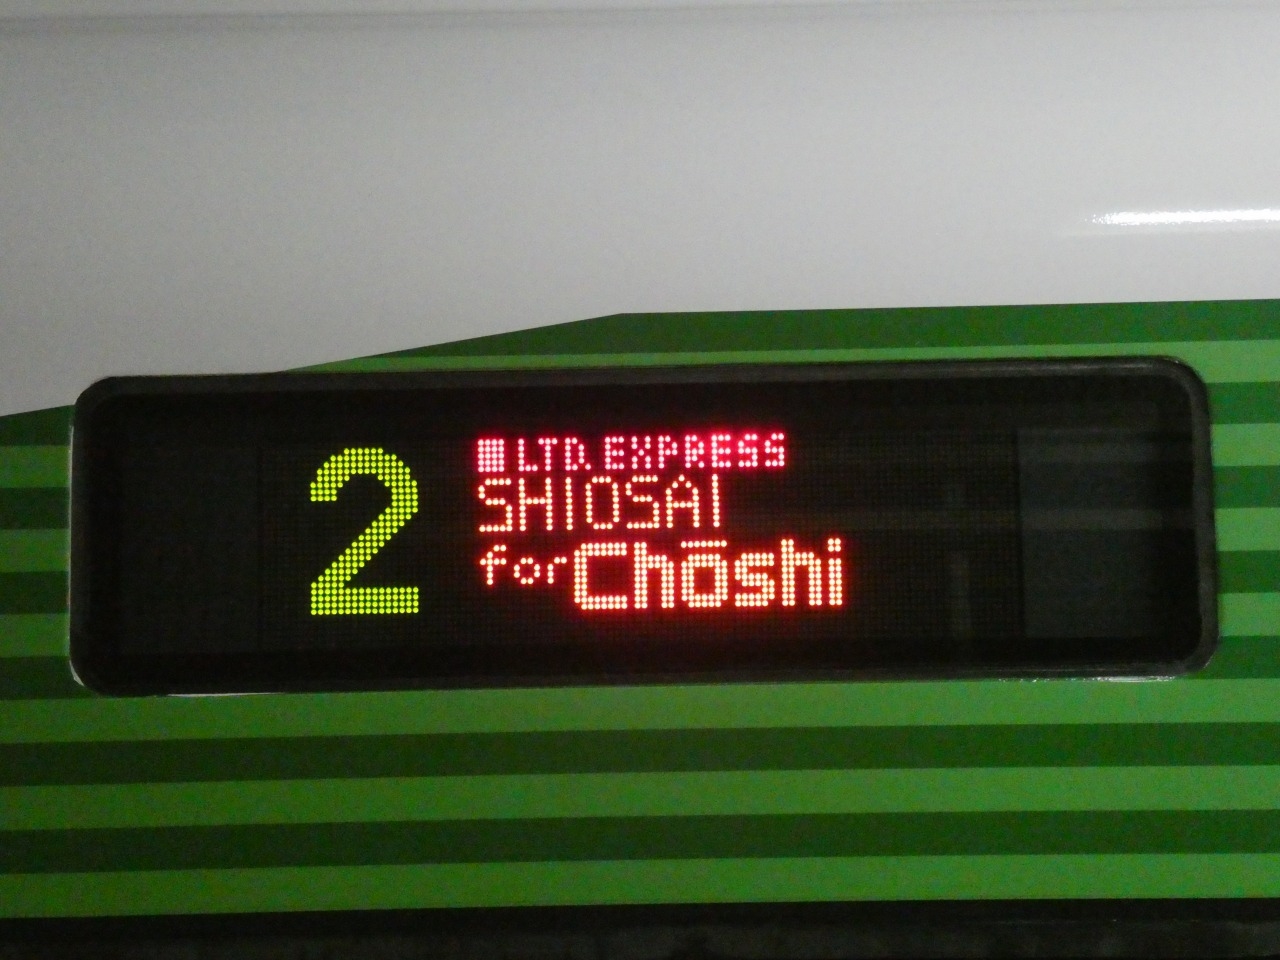 2
■LTD.EXPRESS
SHIOSAI
for Chōshi